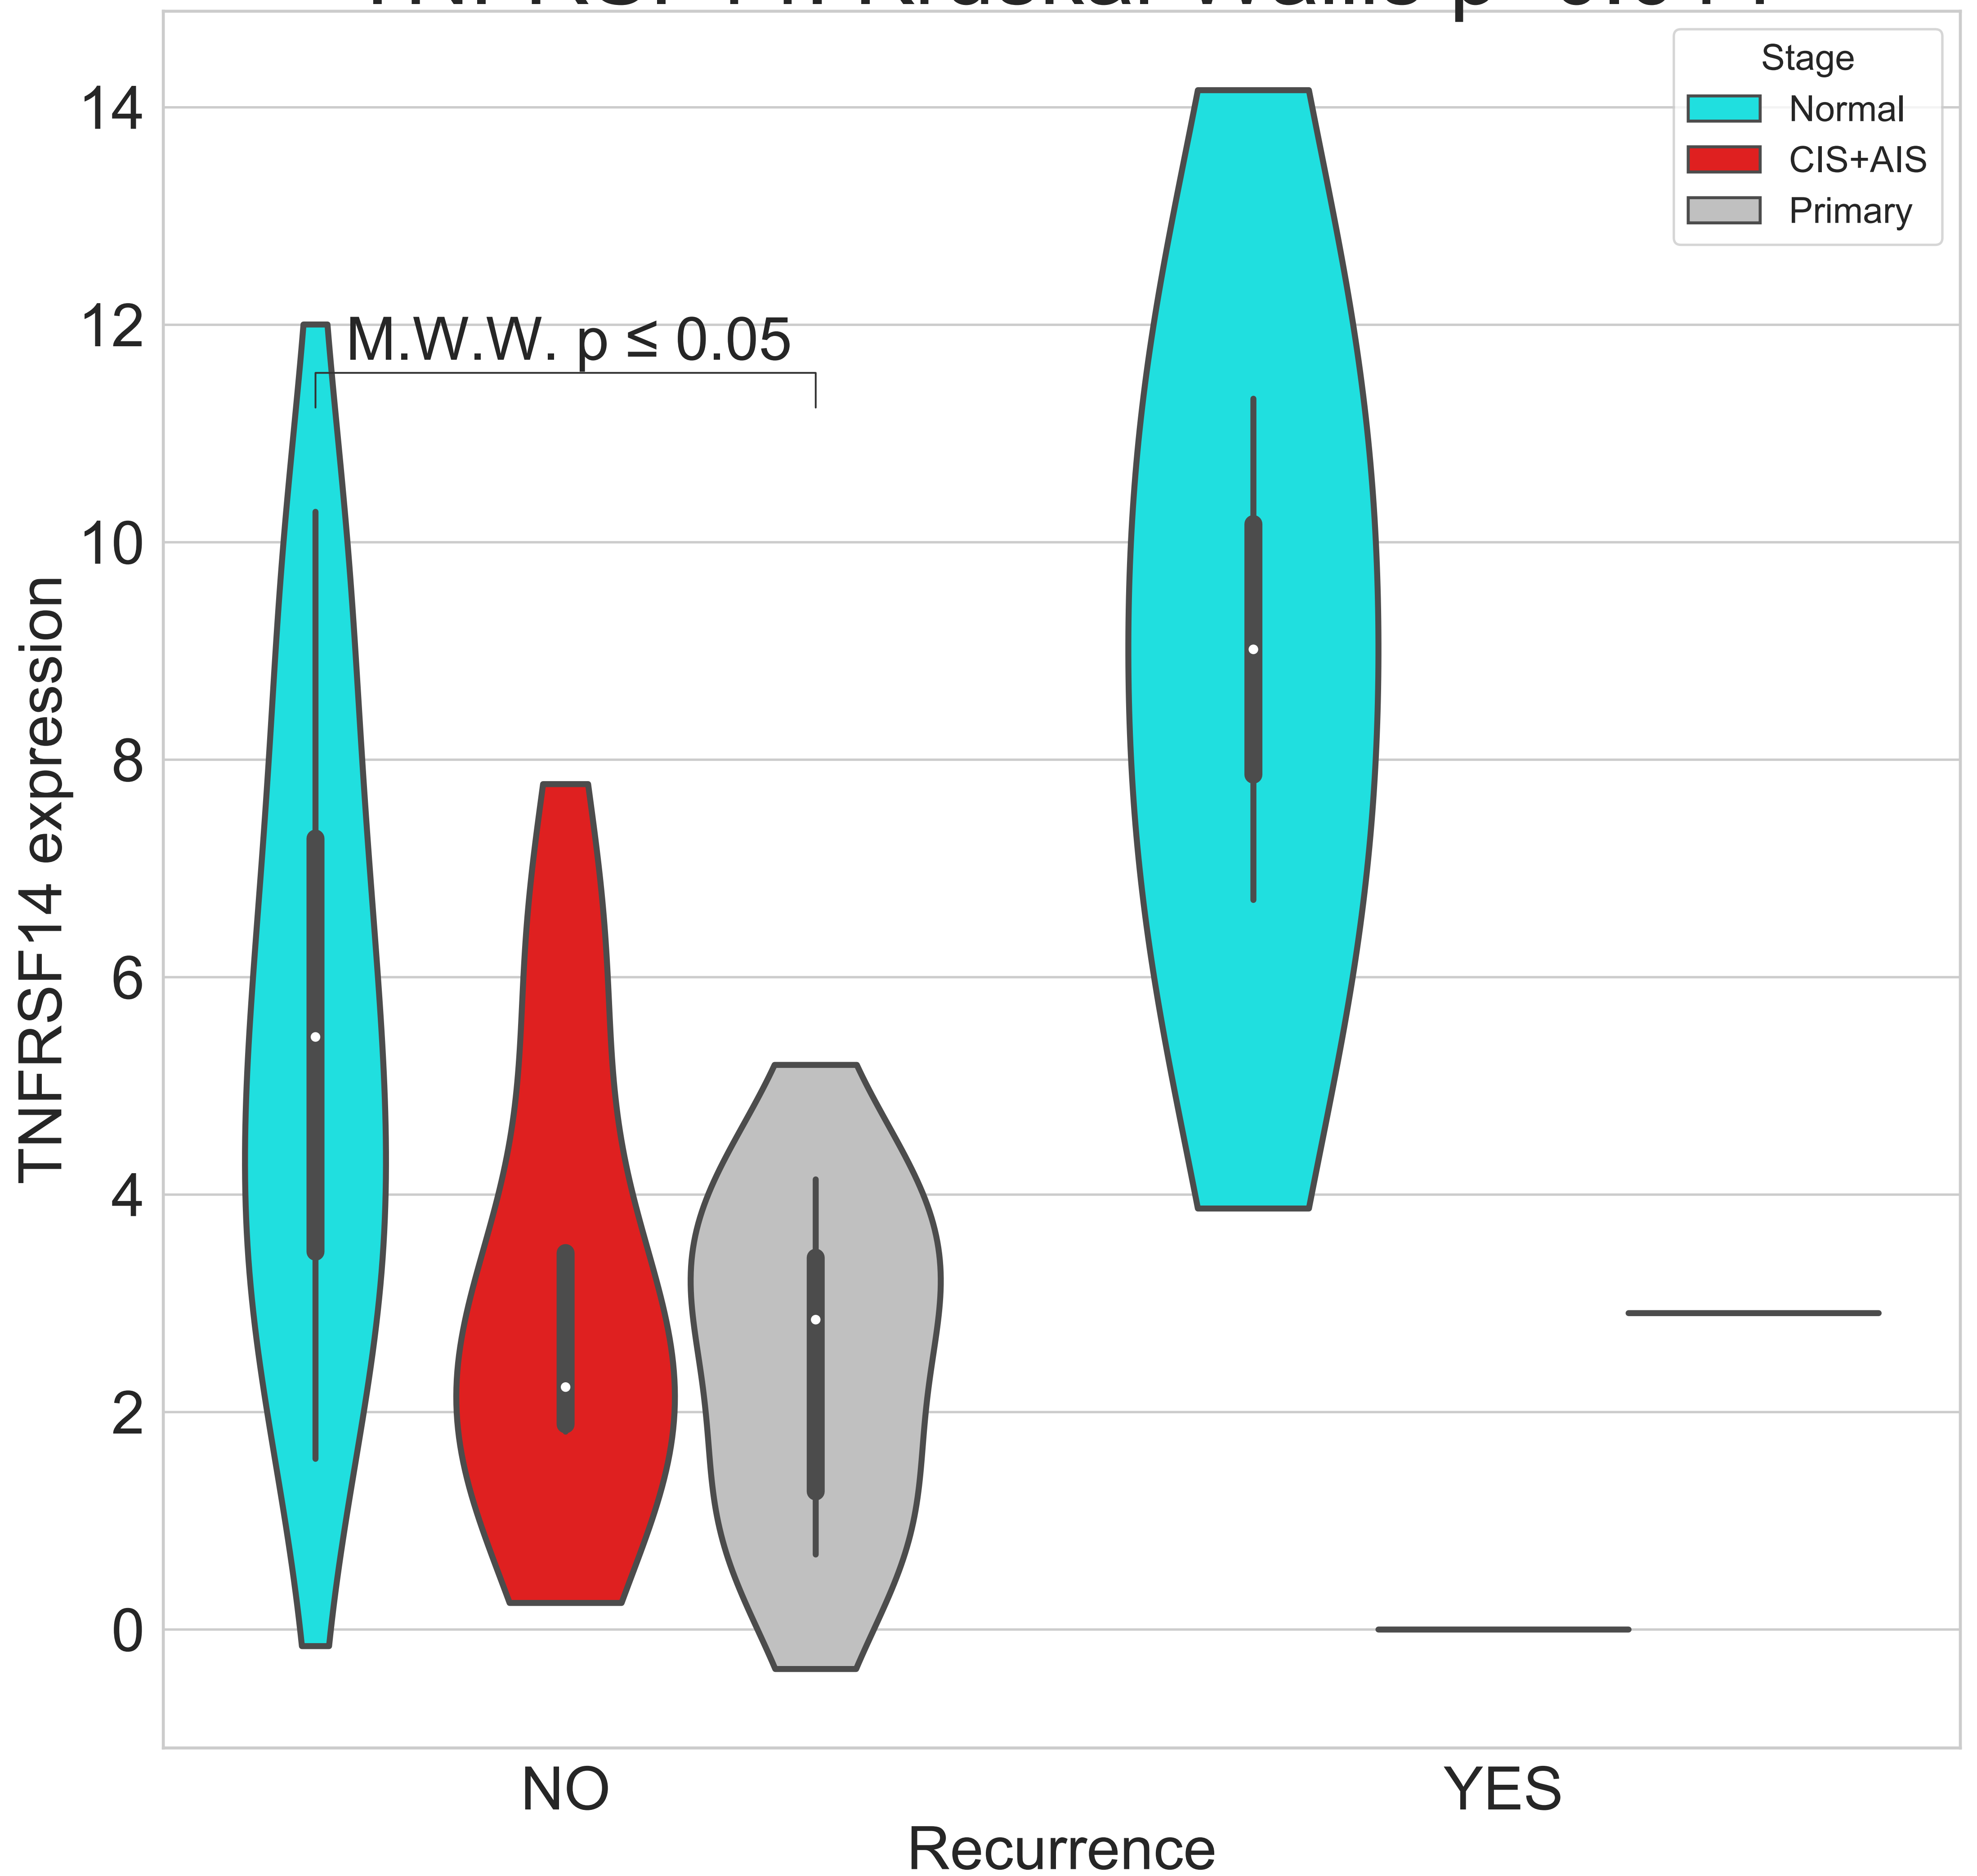 Stage
Normal
CIS+AIS
Primary
M.W.W. p ≤ 0.05
14
12
10
8
6
4
2
0
TNFRSF14 expression
NO
YES
Recurrence